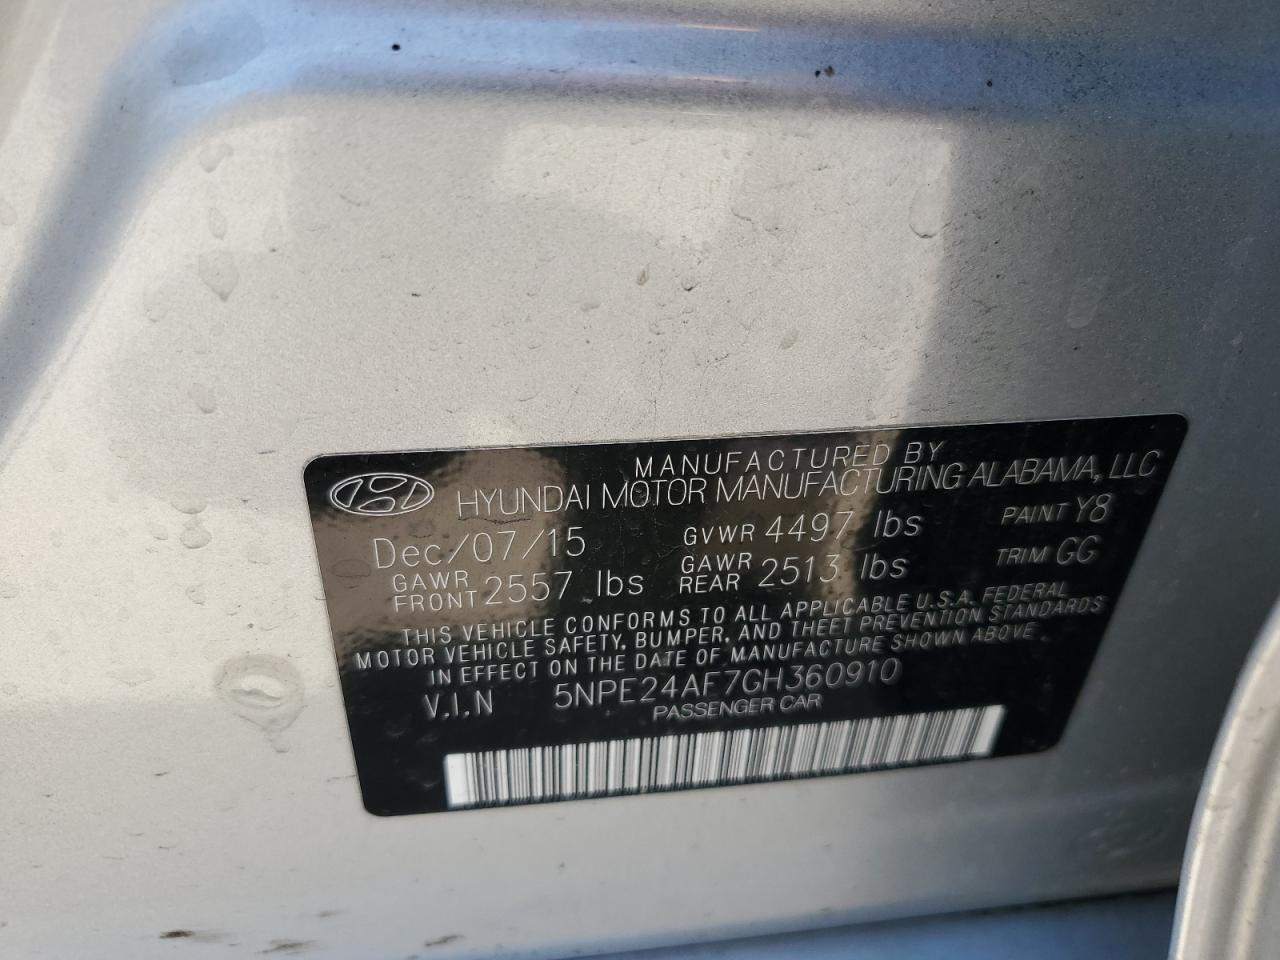 MANUFACTURED BY
HYUNDAI MOTOR MANUFACTURING ALABAMA, LLC
Dec/07/15 GVWR 4497 lbs PAINT Y8
GAWR FRONT 2557 lbs GAWR REAR 2513 lbs TRIM GG
THIS VEHICLE CONFORMS TO ALL APPLICABLE U.S.A. FEDERAL
MOTOR VEHICLE SAFETY, BUMPER, AND THEFT PREVENTION STANDARDS
IN EFFECT ON THE DATE OF MANUFACTURE SHOWN ABOVE.
V.I.N 5NPE24AF7GH360910
PASSENGER CAR